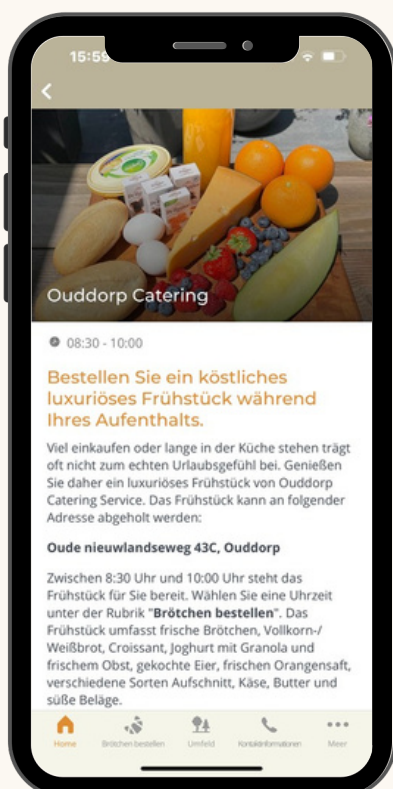 15:59
Ouddorp Catering
08:30 - 10:00
Bestellen Sie ein köstliches
luxuriöses Frühstück während
Ihres Aufenthalts.
Viel einkaufen oder lange in der Küche stehen trägt
oft nicht zum echten Urlaubsgefühl bei. Genießen
Sie daher ein luxuriöses Frühstück von Ouddorp
Catering Service. Das Frühstück kann an folgender
Adresse abgeholt werden:
Oude nieuwlandseweg 43C, Ouddorp
Zwischen 8:30 Uhr und 10:00 Uhr steht das
Frühstück für Sie bereit. Wählen Sie eine Uhrzeit
unter der Rubrik "Brötchen bestellen". Das
Frühstück umfasst frische Brötchen, Vollkorn-/
Weißbrot, Croissant, Joghurt mit Granola und
frischem Obst, gekochte Eier, frischen Orangensaft,
verschiedene Sorten Aufschnitt, Käse, Butter und
süße Beläge.
Home Brötchen bestellen Umfeld Kontaktinformationen Meer